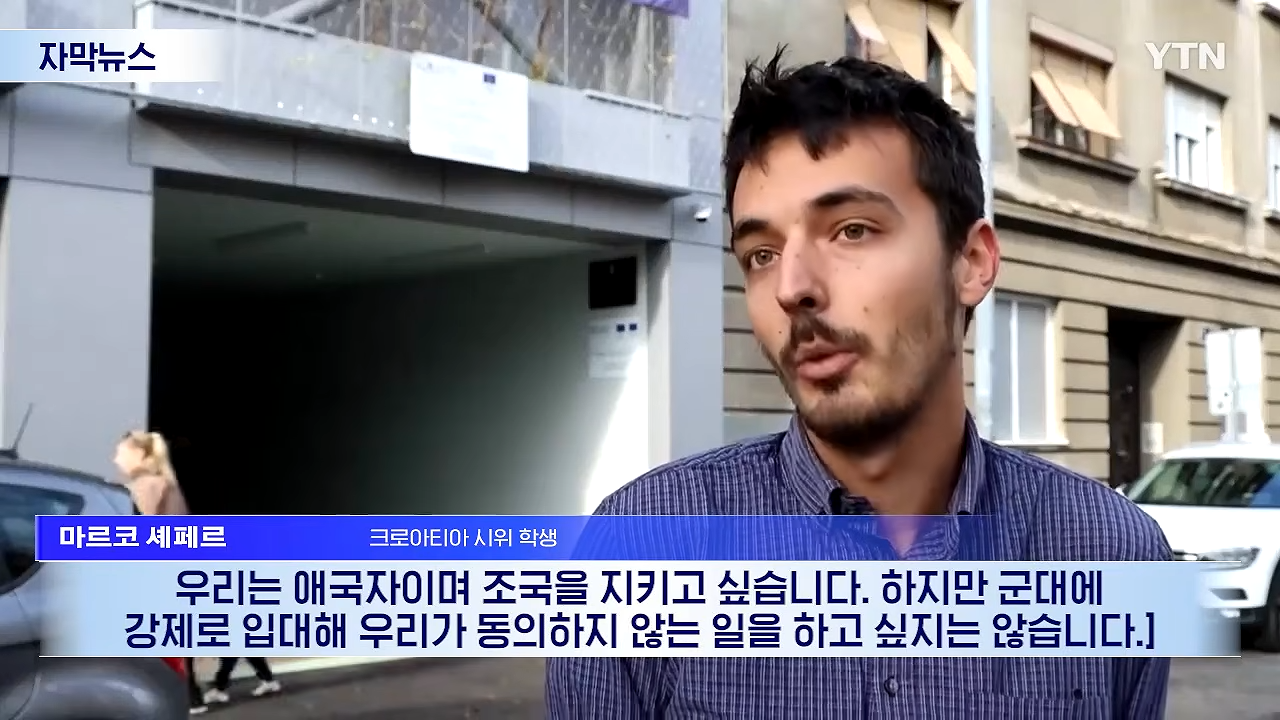 자막뉴스
YTN
마르코 셰페르
크로아티아 시위 학생
우리는 애국자이며 조국을 지키고 싶습니다. 하지만 군대에
강제로 입대해 우리가 동의하지 않는 일을 하고 싶지는 않습니다.]